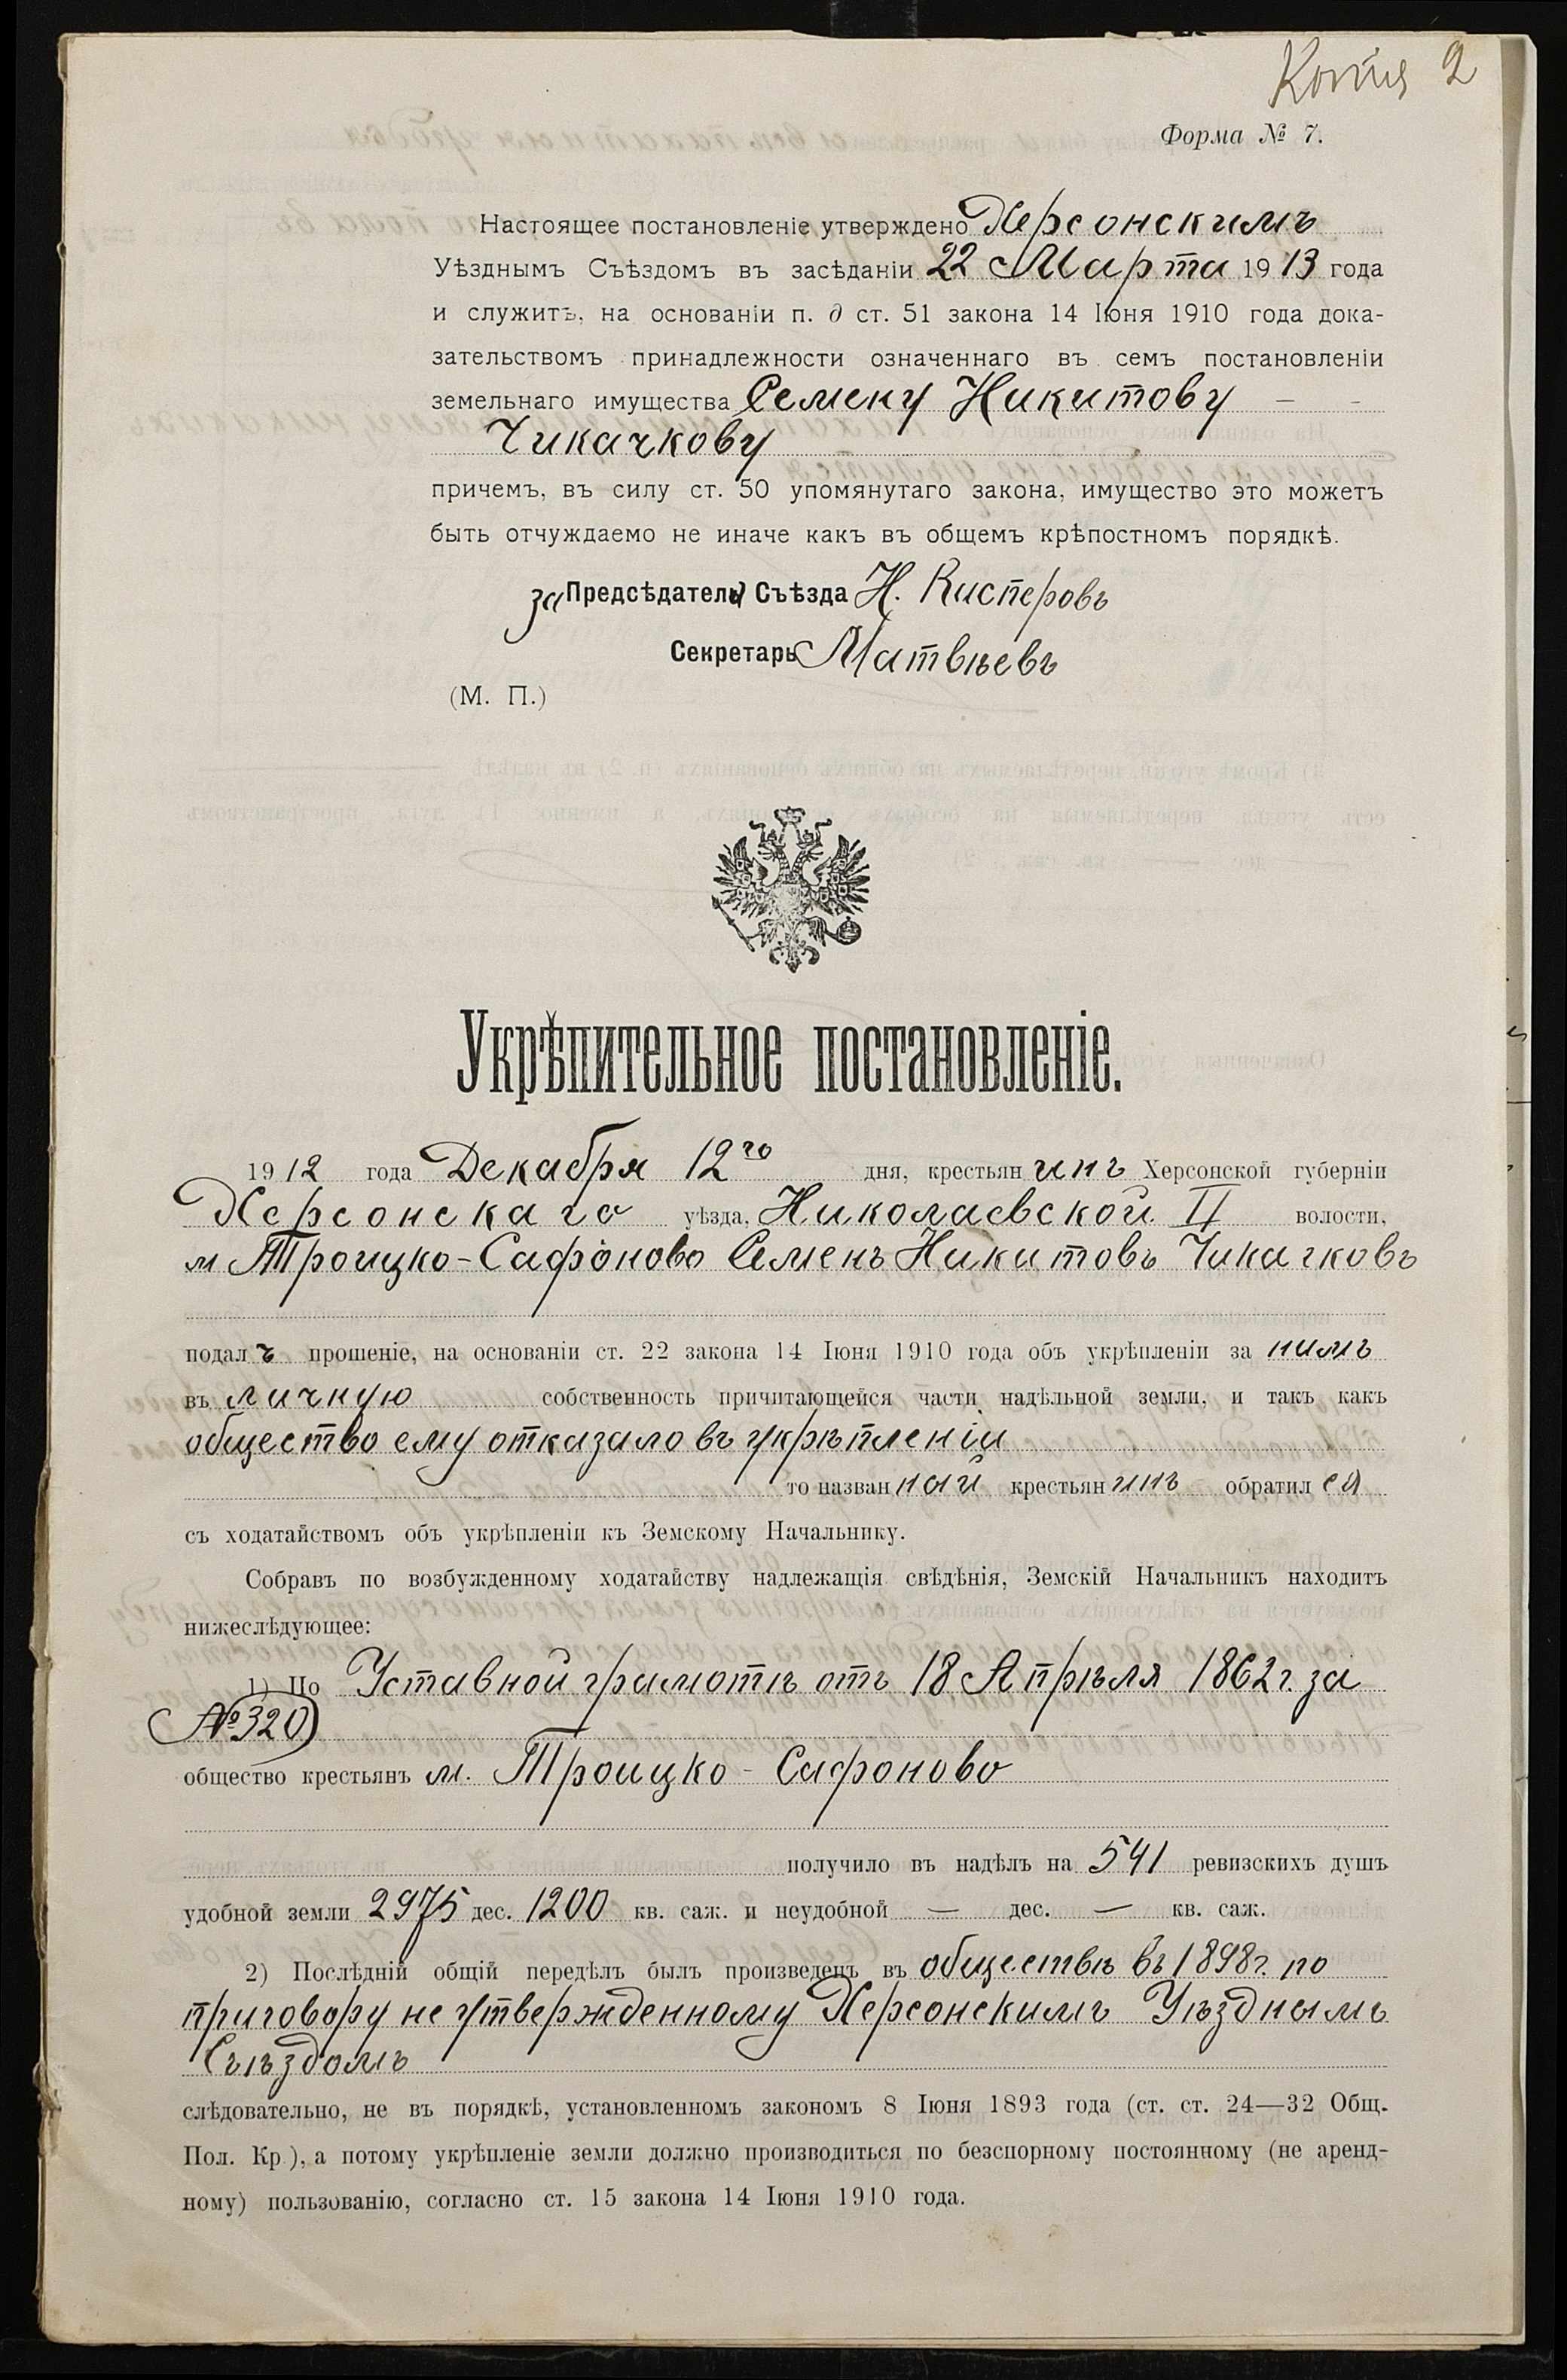 Копия 2
Форма № 7.
Настоящее постановленіе утверждено Херсонскимъ
Уѣзднымъ Съѣздомъ въ засѣданіи 22 Марта 1913 года
и служитъ, на основаніи п. д ст. 51 закона 14 Іюня 1910 года дока-
зательствомъ принадлежности означеннаго въ семъ постановленіи
земельнаго имущества Семену Никитову - -
Чикачкову
причемъ, въ силу ст. 50 упомянутаго закона, имущество это можетъ
быть отчуждаемо не иначе какъ въ общемъ крѣпостномъ порядкѣ.
за Предсѣдателя Съѣзда Н. Кистеровъ
Секретарь Матвѣевъ
(М. П.)
Укрѣпительное постановленіе.
1912 года Декабря 12го дня, крестьянинъ Херсонской губерніи
Херсонскаго уѣзда, Николаевской II волости,
м Троицко-Сафоново Семенъ Никитовъ Чикачковъ
подалъ прошеніе, на основаніи ст. 22 закона 14 Іюня 1910 года объ укрѣпленіи за нимъ
въ личную собственность причитающейся части надѣльной земли, и такъ какъ
общество ему отказало въ укрѣпленіи
то названный крестьянинъ обратился
съ ходатайствомъ объ укрѣпленіи къ Земскому Начальнику.
Собравъ по возбужденному ходатайству надлежащія свѣдѣнія, Земскій Начальникъ находитъ
нижеслѣдующее:
1) По Уставной грамотѣ отъ 18 Апрѣля 1862 г. за
№ 320
общество крестьянъ м. Троицко-Сафоново
получило въ надѣлъ на 541 ревизскихъ душъ
удобной земли 2975 дес. 1200 кв. саж. и неудобной — дес. — кв. саж.
2) Послѣдній общій передѣлъ былъ произведенъ въ обществѣ въ 1898 г. по
приговору не утвержденному Херсонскимъ Уѣзднымъ
Съѣздомъ
слѣдовательно, не въ порядкѣ, установленномъ закономъ 8 Іюня 1893 года (ст. ст. 24—32 Общ.
Пол. Кр.), а потому укрѣпленіе земли должно производиться по безспорному постоянному (не аренд-
ному) пользованію, согласно ст. 15 закона 14 Іюня 1910 года.